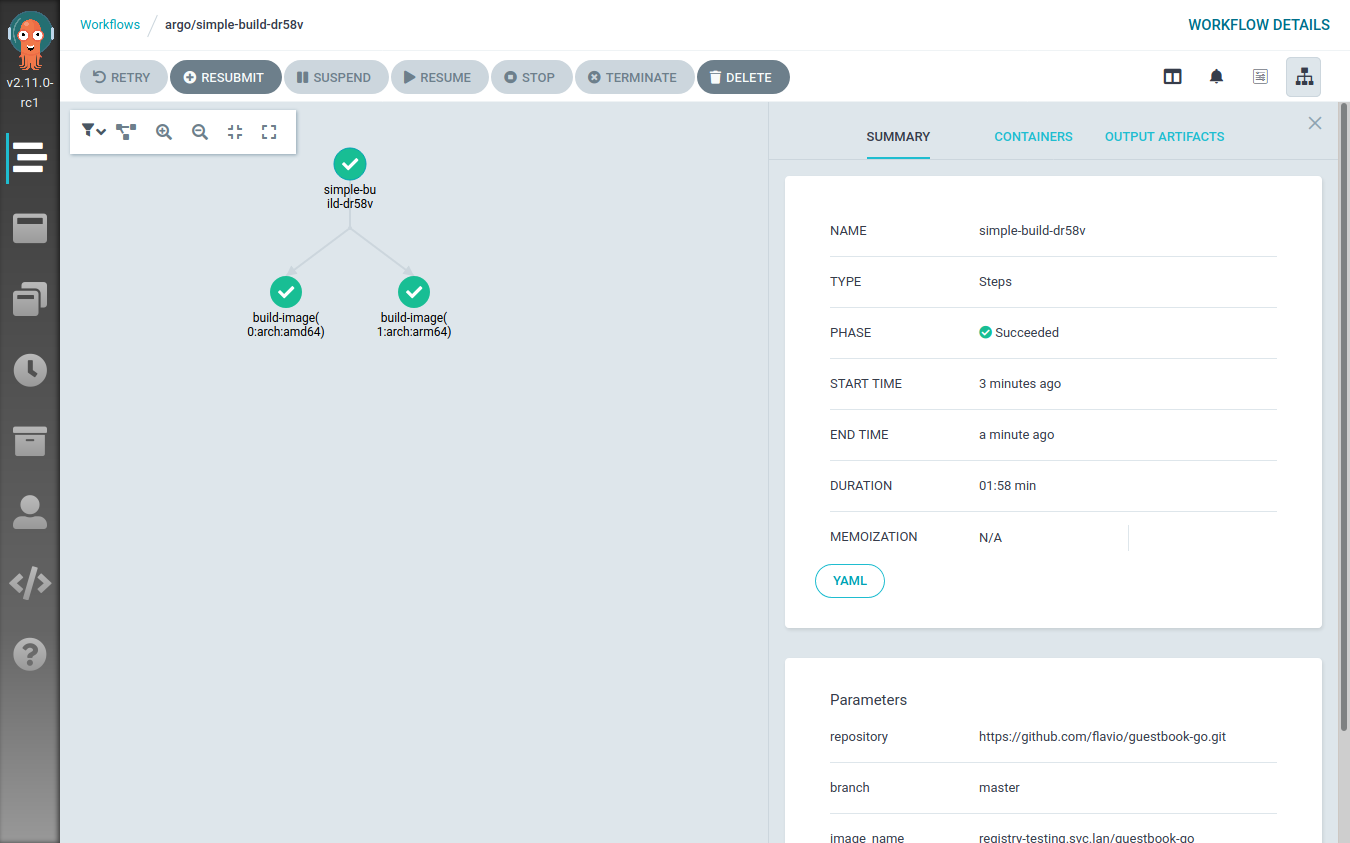 v2.11.0-
rc1
Workflows argo/simple-build-dr58v WORKFLOW DETAILS
RETRY RESUBMIT SUSPEND RESUME STOP TERMINATE DELETE
simple-bu
ild-dr58v
build-image(
0:arch:amd64)
build-image(
1:arch:arm64)
SUMMARY CONTAINERS OUTPUT ARTIFACTS
NAME simple-build-dr58v
TYPE Steps
PHASE Succeeded
START TIME 3 minutes ago
END TIME a minute ago
DURATION 01:58 min
MEMOIZATION N/A
YAML
Parameters
repository https://github.com/flavio/guestbook-go.git
branch master
image_name registry-testing.svc.lan/guestbook-go